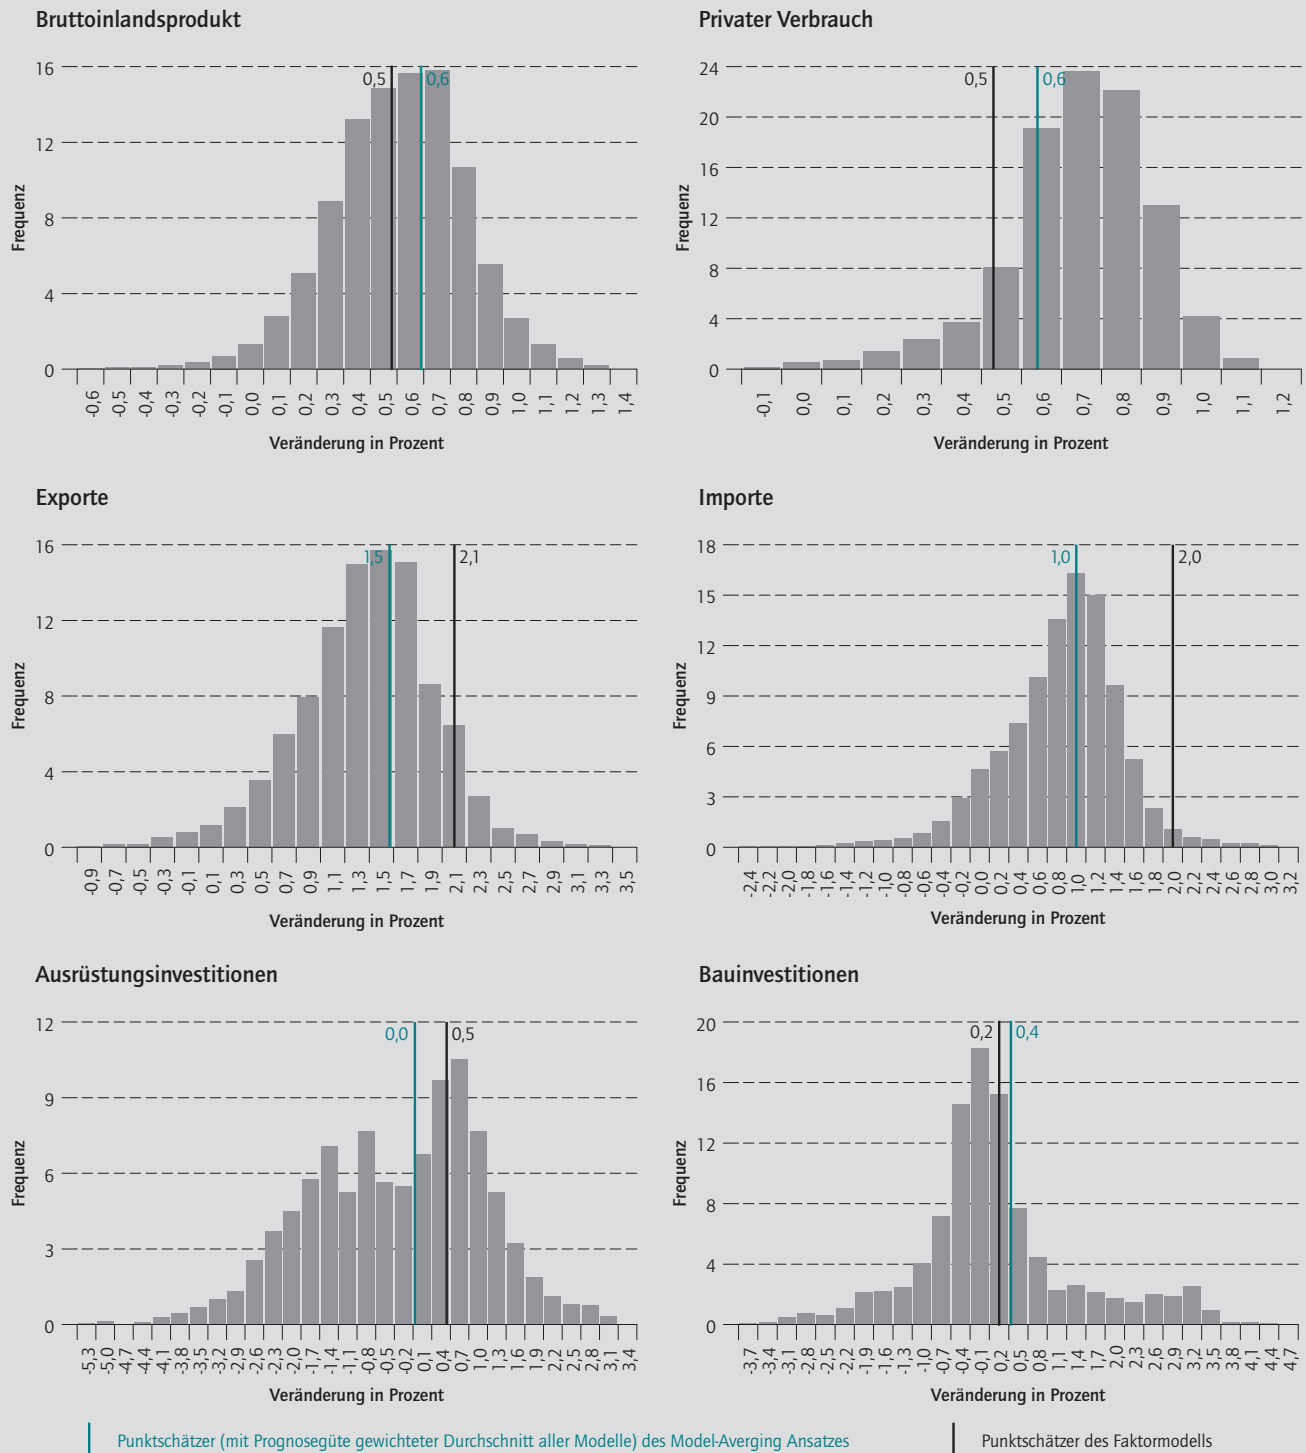 Bruttoinlandsprodukt
Frequenz
16
12
8
4
0
0,5
0,6
-0,6 -0,5 -0,4 -0,3 -0,2 -0,1 0,0 0,1 0,2 0,3 0,4 0,5 0,6 0,7 0,8 0,9 1,0 1,1 1,2 1,3 1,4
Veränderung in Prozent
Privater Verbrauch
Frequenz
24
20
16
12
8
4
0
0,5
0,6
-0,1 0,0 0,1 0,2 0,3 0,4 0,5 0,6 0,7 0,8 0,9 1,0 1,1 1,2
Veränderung in Prozent
Exporte
Frequenz
16
12
8
4
0
1,5
2,1
-0,9 -0,7 -0,5 -0,3 -0,1 0,1 0,3 0,5 0,7 0,9 1,1 1,3 1,5 1,7 1,9 2,1 2,3 2,5 2,7 2,9 3,1 3,3 3,5
Veränderung in Prozent
Importe
Frequenz
18
15
12
9
6
3
0
1,0
2,0
-2,4 -2,2 -2,0 -1,8 -1,6 -1,4 -1,2 -1,0 -0,8 -0,6 -0,4 -0,2 0,0 0,2 0,4 0,6 0,8 1,0 1,2 1,4 1,6 1,8 2,0 2,2 2,4 2,6 2,8 3,0 3,2
Veränderung in Prozent
Ausrüstungsinvestitionen
Frequenz
12
9
6
3
0
0,0
0,5
-5,3 -5,0 -4,7 -4,4 -4,1 -3,8 -3,5 -3,2 -2,9 -2,6 -2,3 -2,0 -1,7 -1,4 -1,1 -0,8 -0,5 -0,2 0,1 0,4 0,7 1,0 1,3 1,6 1,9 2,2 2,5 2,8 3,1 3,4
Veränderung in Prozent
Bauinvestitionen
Frequenz
20
16
12
8
4
0
0,2
0,4
-3,7 -3,4 -3,1 -2,8 -2,5 -2,2 -1,9 -1,6 -1,3 -1,0 -0,7 -0,4 -0,1 0,2 0,5 0,8 1,1 1,4 1,7 2,0 2,3 2,6 2,9 3,2 3,5 3,8 4,1 4,4 4,7
Veränderung in Prozent
Punktschätzer (mit Prognosegüte gewichteter Durchschnitt aller Modelle) des Model-Averging Ansatzes
Punktschätzer des Faktormodells